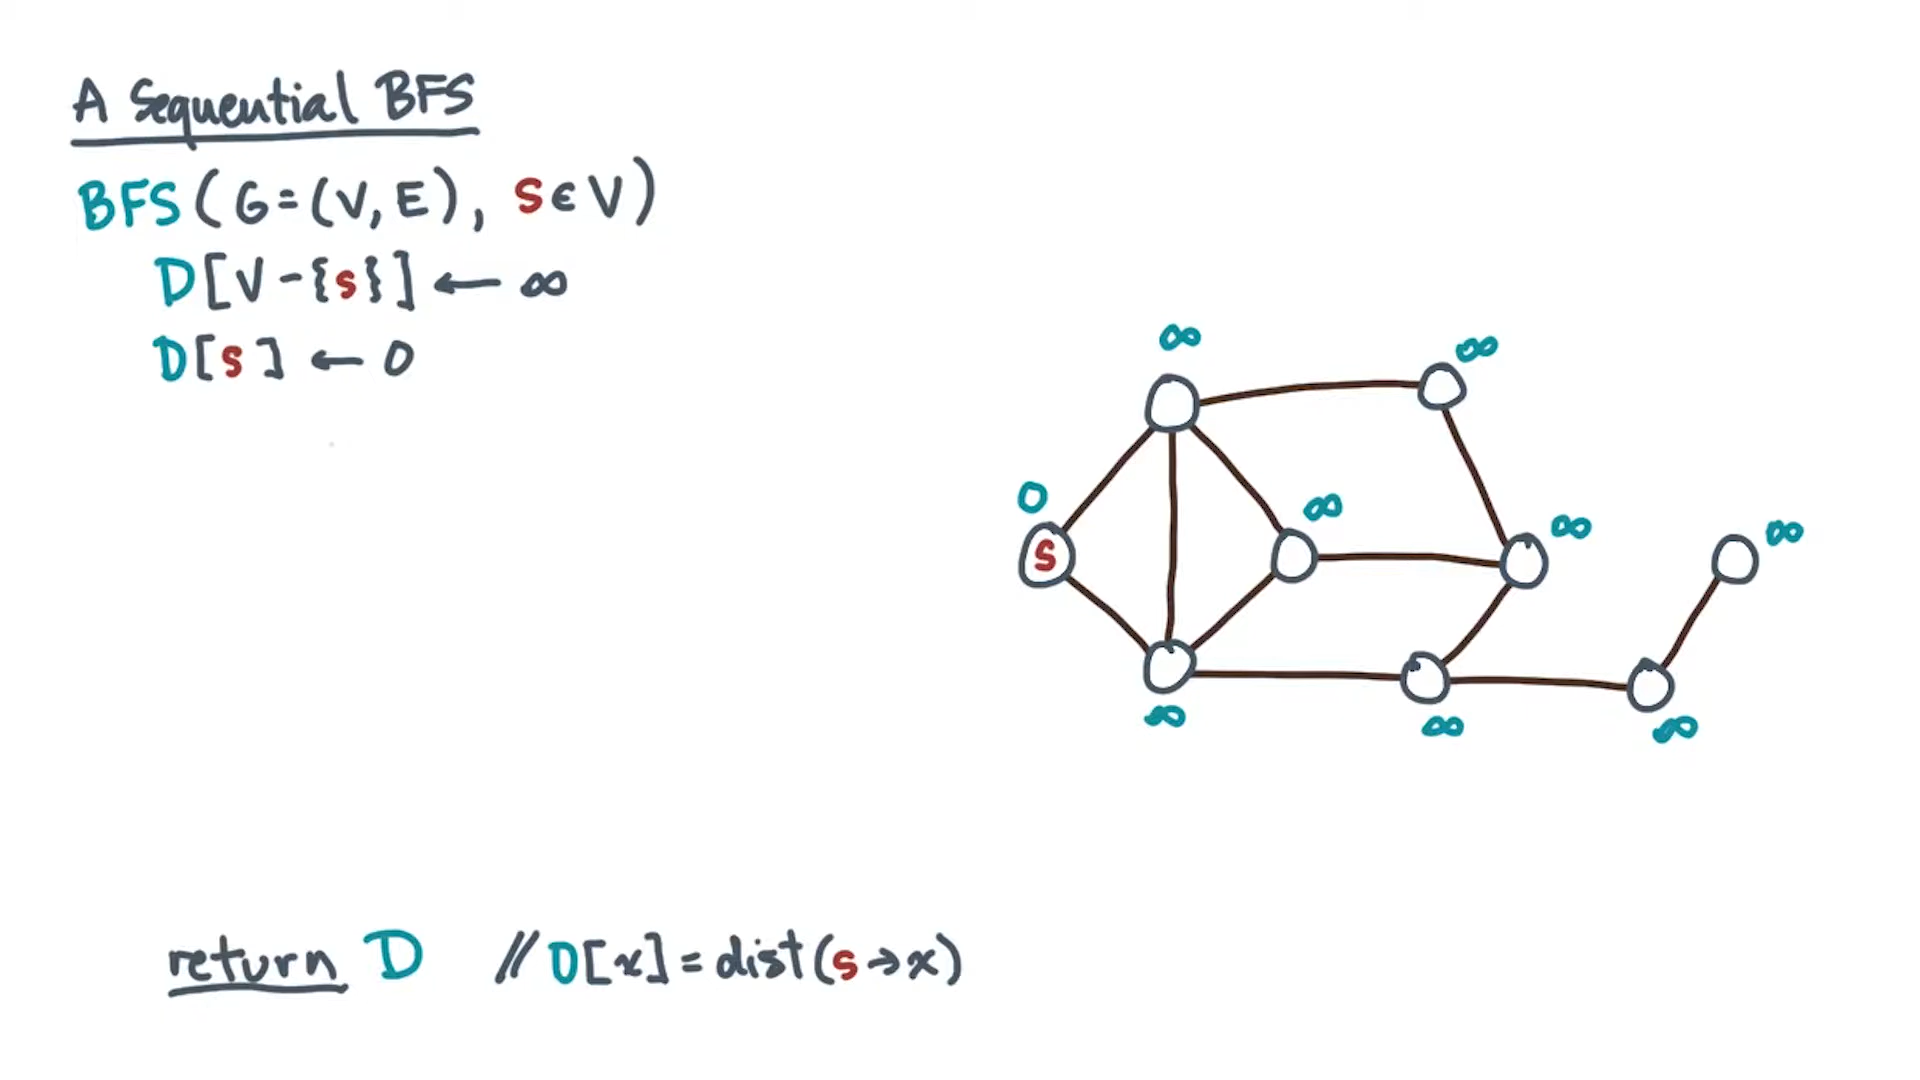 A Sequential BFS
BFS(G=(V,E), s∈V)
D[V-{s}] ← ∞
D[s] ← 0
∞
∞
0
∞
∞
∞
s
∞
∞
∞
return D // D[x] = dist(s→x)